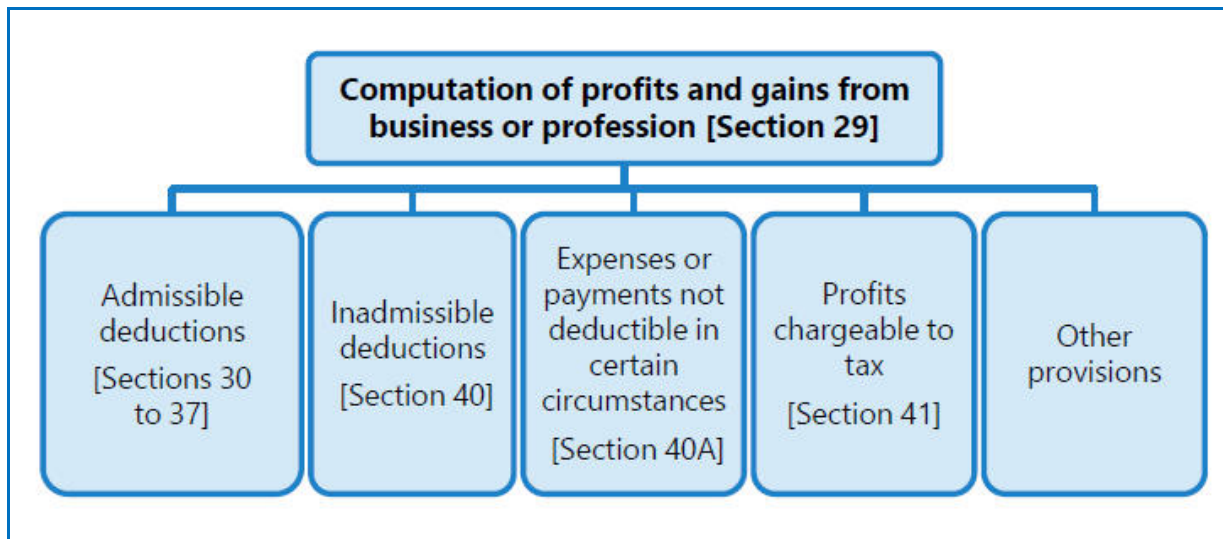 Computation of profits and gains from
business or profession [Section 29]
Admissible
deductions
[Sections 30
to 37]
Inadmissible
deductions
[Section 40]
Expenses or
payments not
deductible in
certain
circumstances
[Section 40A]
Profits
chargeable to
tax
[Section 41]
Other
provisions